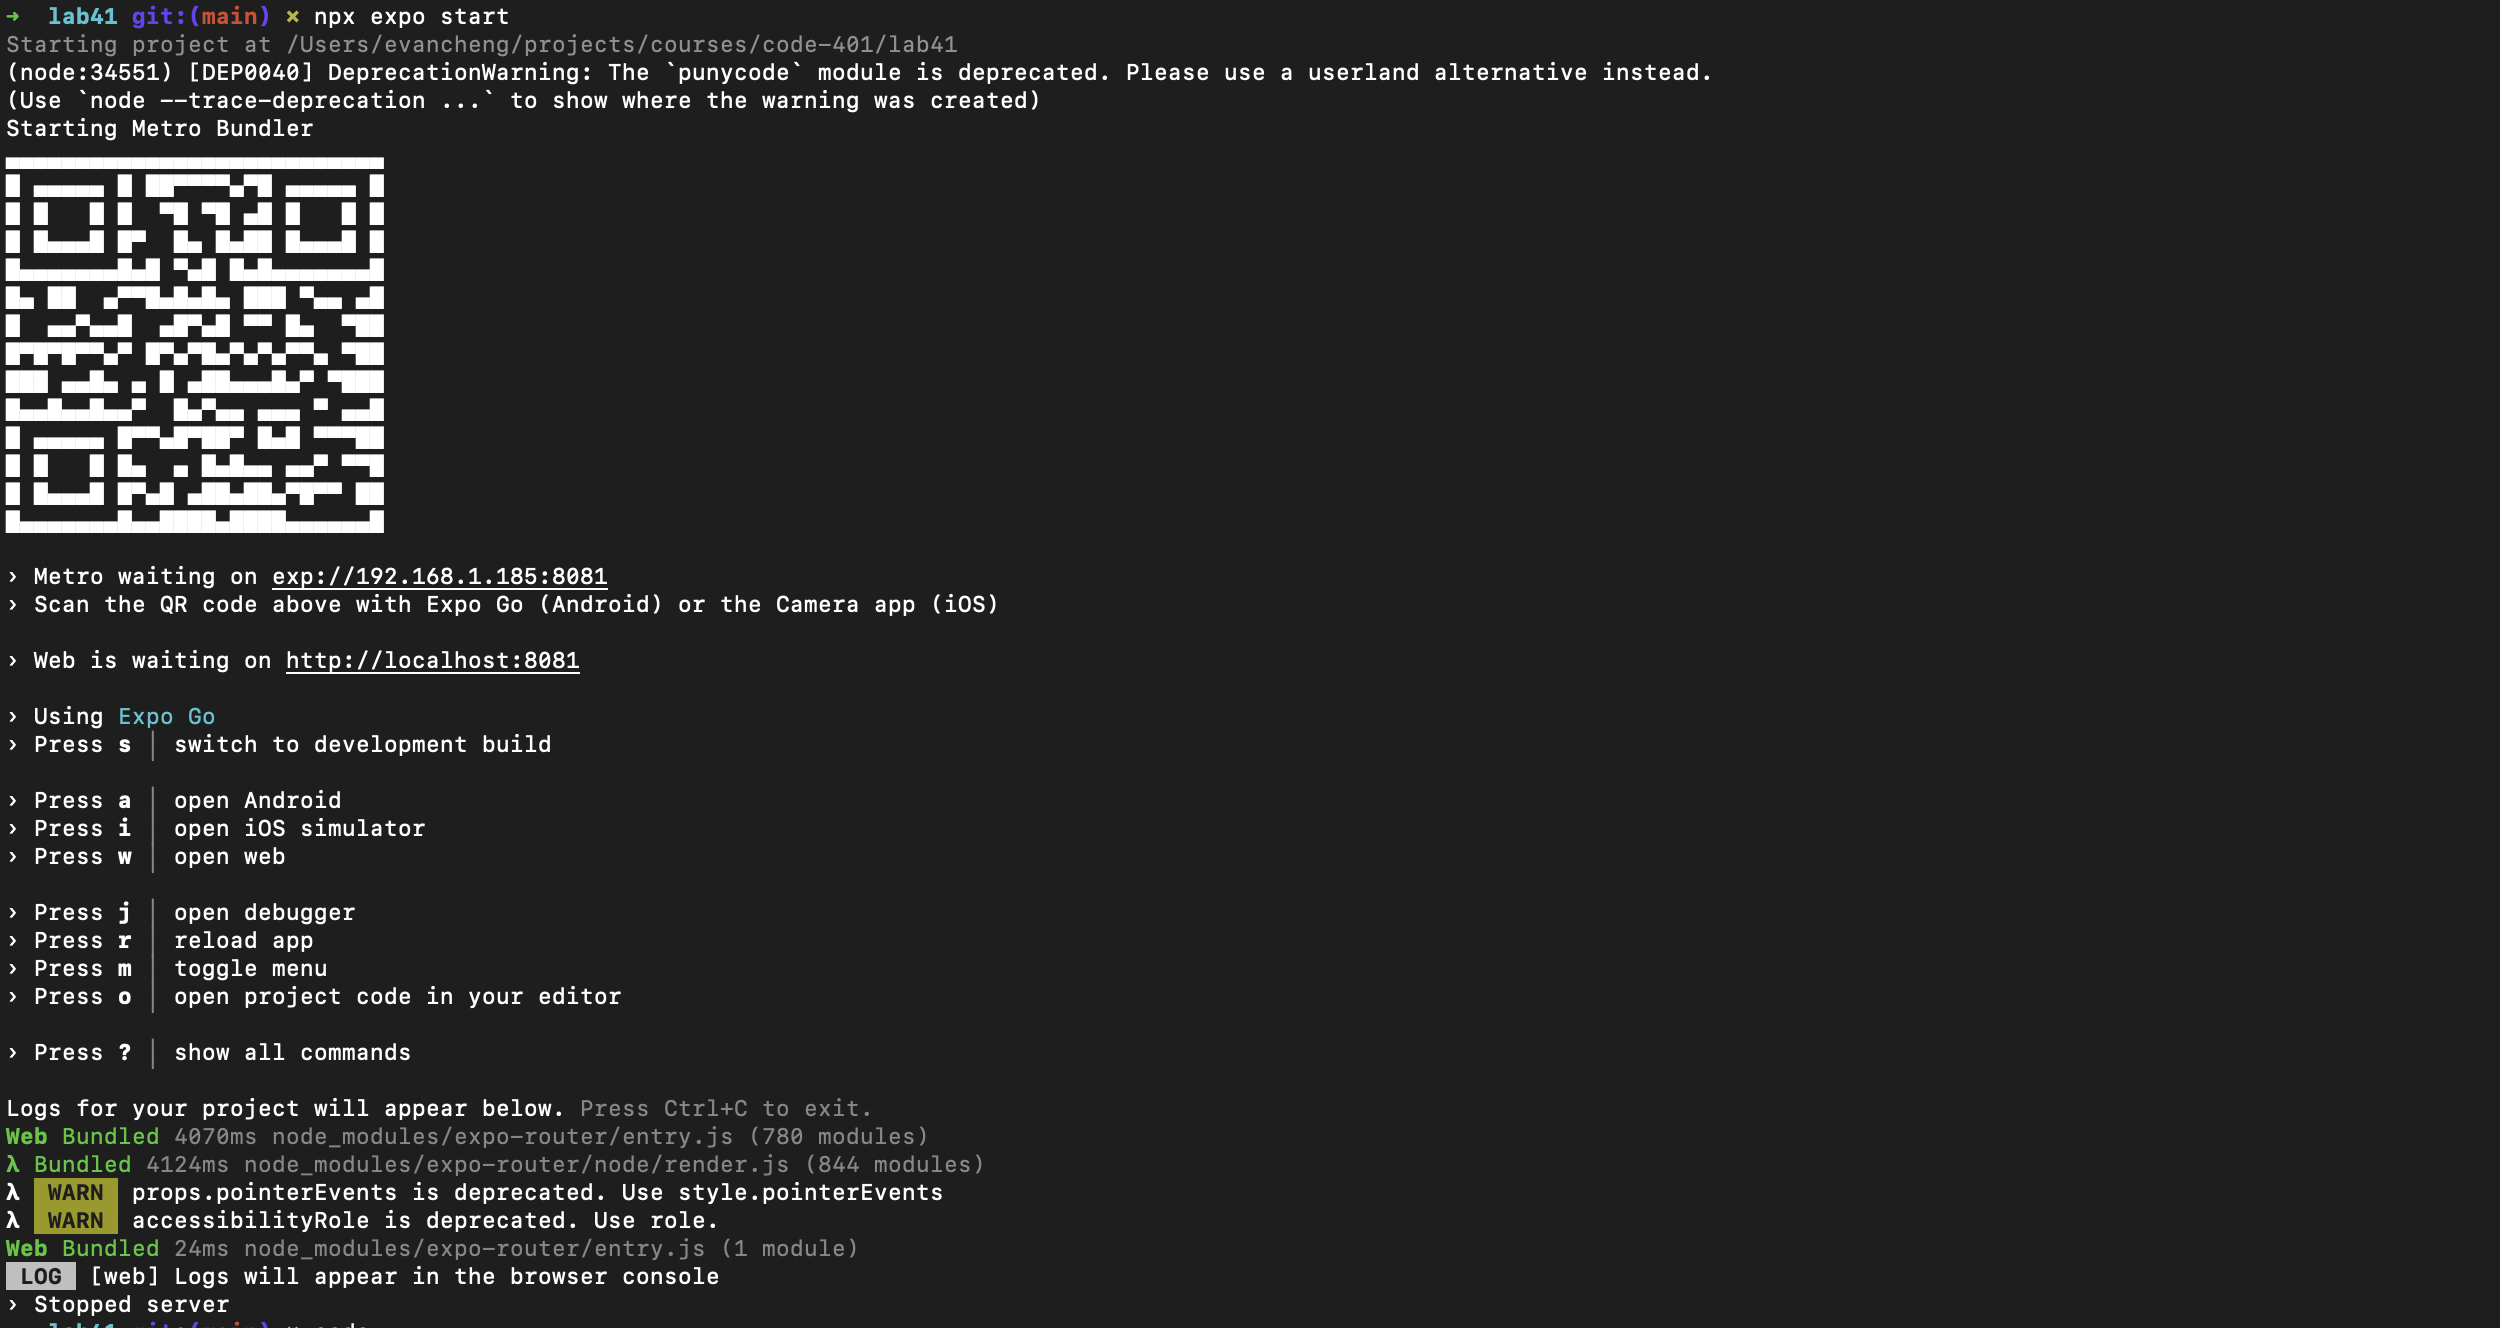 ➜  lab41 git:(main) ✗ npx expo start
Starting project at /Users/evancheng/projects/courses/code-401/lab41
(node:34551) [DEP0040] DeprecationWarning: The `punycode` module is deprecated. Please use a userland alternative instead.
(Use `node --trace-deprecation ...` to show where the warning was created)
Starting Metro Bundler
› Metro waiting on exp://192.168.1.185:8081
› Scan the QR code above with Expo Go (Android) or the Camera app (iOS)
› Web is waiting on http://localhost:8081
› Using Expo Go
› Press s │ switch to development build
› Press a │ open Android
› Press i │ open iOS simulator
› Press w │ open web
› Press j │ open debugger
› Press r │ reload app
› Press m │ toggle menu
› Press o │ open project code in your editor
› Press ? │ show all commands
Logs for your project will appear below. Press Ctrl+C to exit.
Web Bundled 4070ms node_modules/expo-router/entry.js (780 modules)
λ Bundled 4124ms node_modules/expo-router/node/render.js (844 modules)
λ WARN props.pointerEvents is deprecated. Use style.pointerEvents
λ WARN accessibilityRole is deprecated. Use role.
Web Bundled 24ms node_modules/expo-router/entry.js (1 module)
LOG [web] Logs will appear in the browser console
› Stopped server
lab41 git:(main)